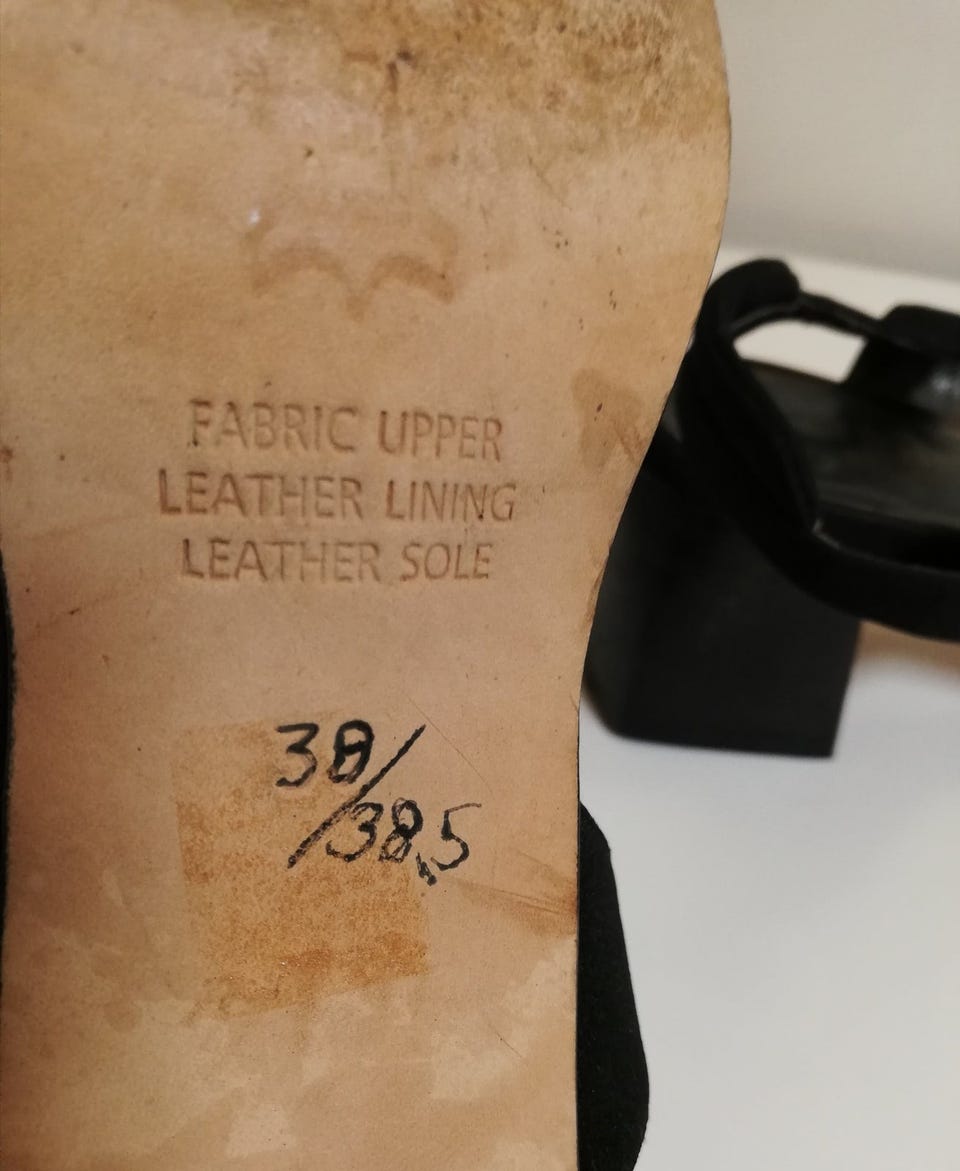 FABRIC UPPER
LEATHER LINING
LEATHER SOLE
38/
38,5